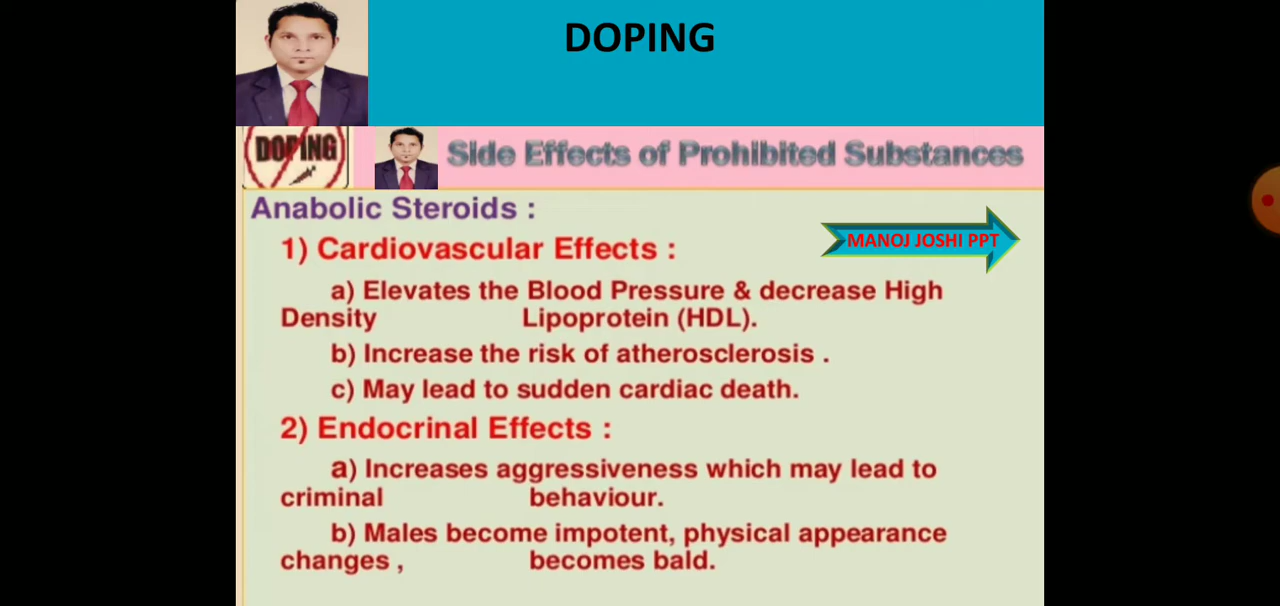 DOPING
DOPING
Side Effects of Prohibited Substances
Anabolic Steroids :
MANOJ JOSHI PPT
1) Cardiovascular Effects :
a) Elevates the Blood Pressure & decrease High
Density Lipoprotein (HDL).
b) Increase the risk of atherosclerosis .
c) May lead to sudden cardiac death.
2) Endocrinal Effects :
a) Increases aggressiveness which may lead to
criminal behaviour.
b) Males become impotent, physical appearance
changes , becomes bald.